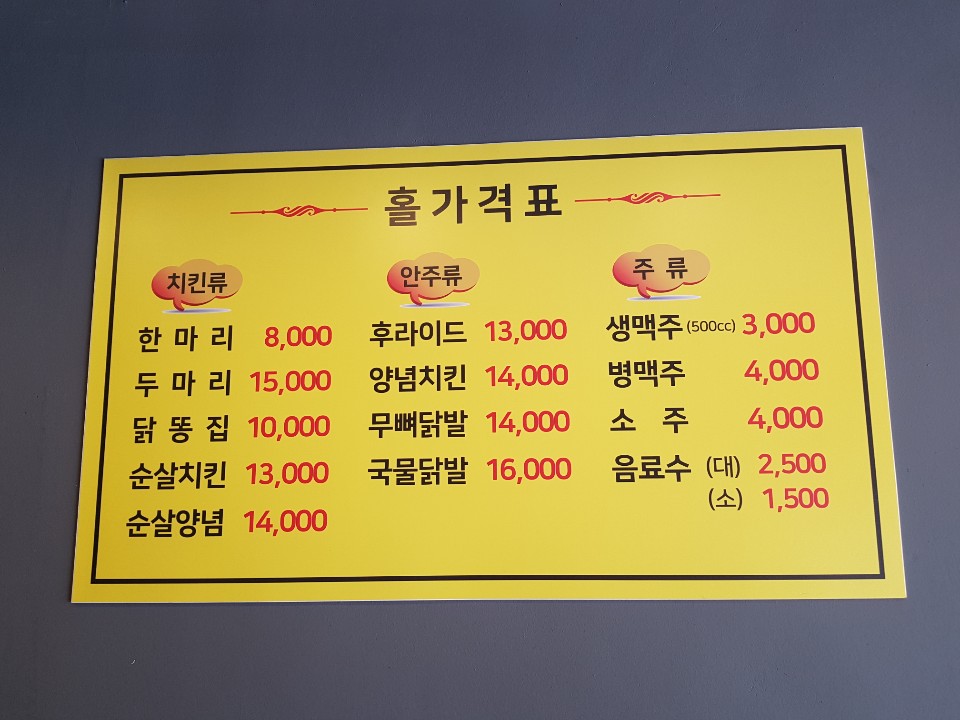 홀가격표
치킨류
한 마 리 8,000
두 마 리 15,000
닭 똥 집 10,000
순살치킨 13,000
순살양념 14,000
안주류
후라이드 13,000
양념치킨 14,000
무뼈닭발 14,000
국물닭발 16,000
주 류
생맥주 (500cc) 3,000
병맥주 4,000
소 주 4,000
음료수 (대) 2,500
(소) 1,500